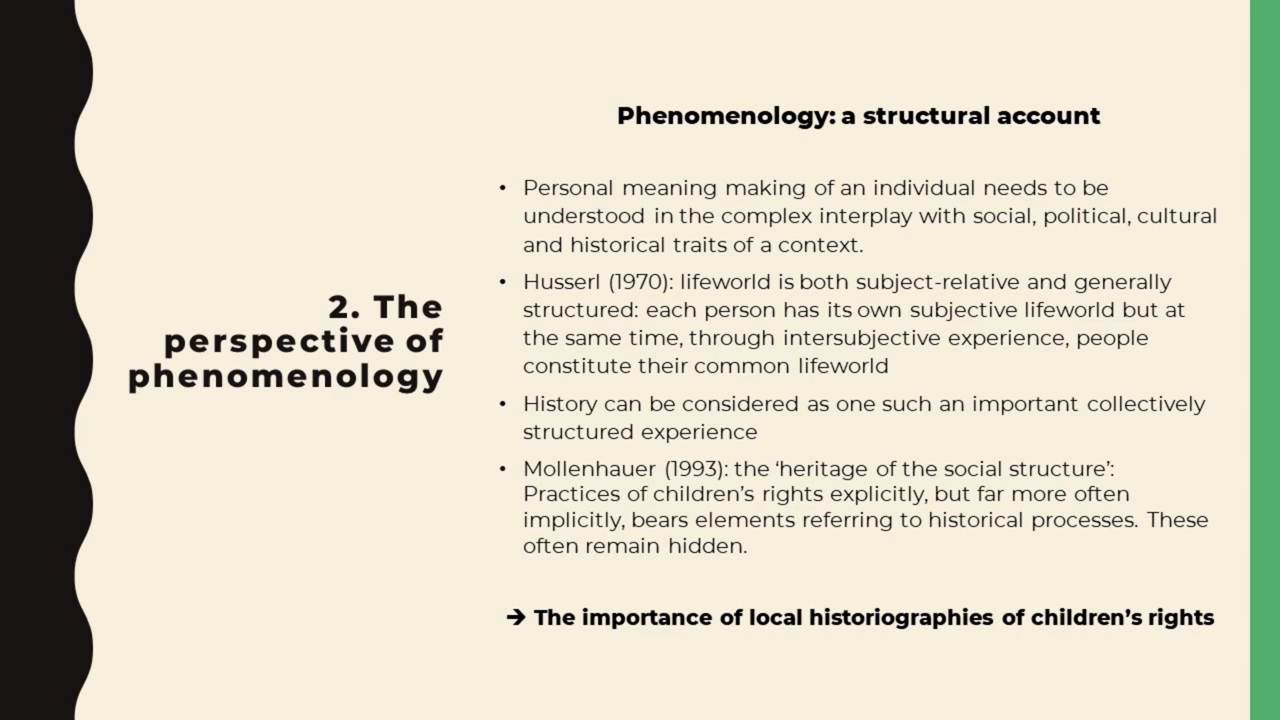 2. The
perspective of
phenomenology
Phenomenology: a structural account
• Personal meaning making of an individual needs to be
understood in the complex interplay with social, political, cultural
and historical traits of a context.
• Husserl (1970): lifeworld is both subject-relative and generally
structured: each person has its own subjective lifeworld but at
the same time, through intersubjective experience, people
constitute their common lifeworld
• History can be considered as one such an important collectively
structured experience
• Mollenhauer (1993): the ‘heritage of the social structure’:
Practices of children’s rights explicitly, but far more often
implicitly, bears elements referring to historical processes. These
often remain hidden.
➔ The importance of local historiographies of children’s rights